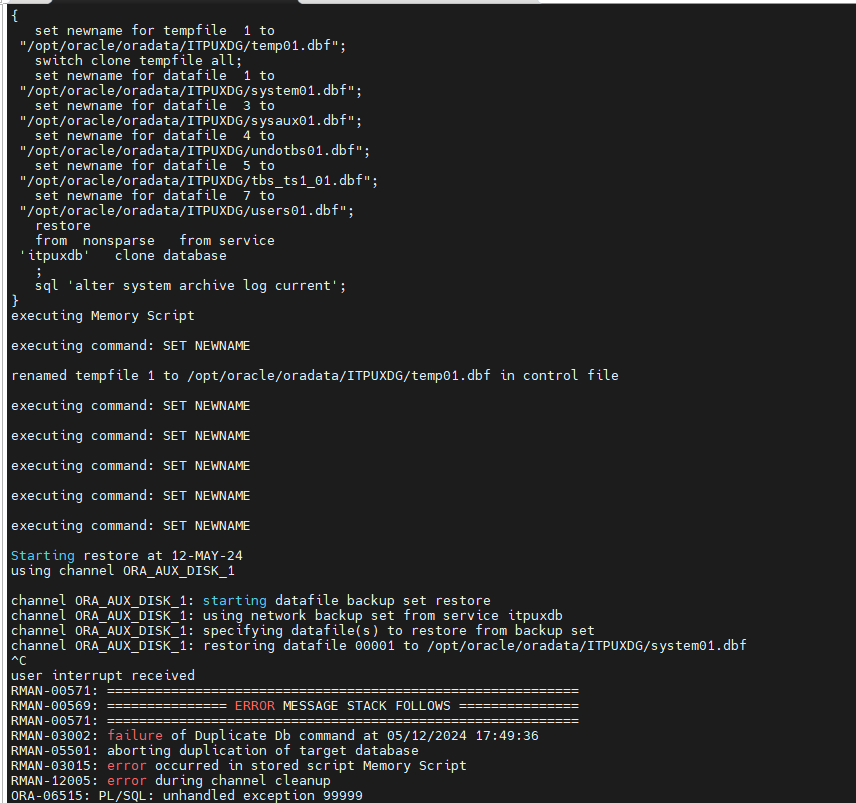 {
set newname for tempfile  1 to
"/opt/oracle/oradata/ITPUXDG/temp01.dbf";
switch clone tempfile all;
set newname for datafile  1 to
"/opt/oracle/oradata/ITPUXDG/system01.dbf";
set newname for datafile  3 to
"/opt/oracle/oradata/ITPUXDG/sysaux01.dbf";
set newname for datafile  4 to
"/opt/oracle/oradata/ITPUXDG/undotbs01.dbf";
set newname for datafile  5 to
"/opt/oracle/oradata/ITPUXDG/tbs_ts1_01.dbf";
set newname for datafile  7 to
"/opt/oracle/oradata/ITPUXDG/users01.dbf";
restore
from  nonsparse   from service
'itpuxdb'   clone database
;
sql 'alter system archive log current';
}
executing Memory Script
executing command: SET NEWNAME
renamed tempfile 1 to /opt/oracle/oradata/ITPUXDG/temp01.dbf in control file
executing command: SET NEWNAME
executing command: SET NEWNAME
executing command: SET NEWNAME
executing command: SET NEWNAME
executing command: SET NEWNAME
Starting restore at 12-MAY-24
using channel ORA_AUX_DISK_1
channel ORA_AUX_DISK_1: starting datafile backup set restore
channel ORA_AUX_DISK_1: using network backup set from service itpuxdb
channel ORA_AUX_DISK_1: specifying datafile(s) to restore from backup set
channel ORA_AUX_DISK_1: restoring datafile 00001 to /opt/oracle/oradata/ITPUXDG/system01.dbf
^C
user interrupt received
RMAN-00571: ===========================================================
RMAN-00569: =============== ERROR MESSAGE STACK FOLLOWS ===============
RMAN-00571: ===========================================================
RMAN-03002: failure of Duplicate Db command at 05/12/2024 17:49:36
RMAN-05501: aborting duplication of target database
RMAN-03015: error occurred in stored script Memory Script
RMAN-12005: error during channel cleanup
ORA-06515: PL/SQL: unhandled exception 99999